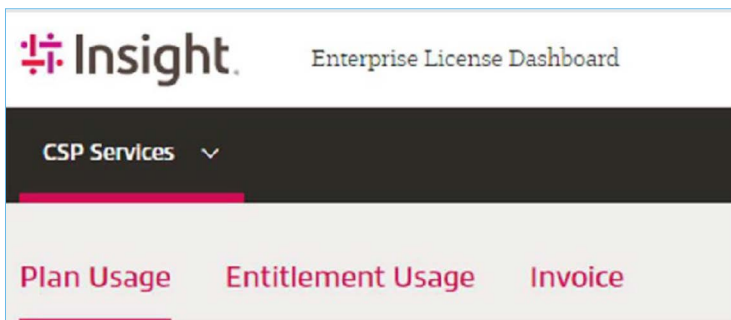 Insight. Enterprise License Dashboard
CSP Services
Plan Usage Entitlement Usage Invoice